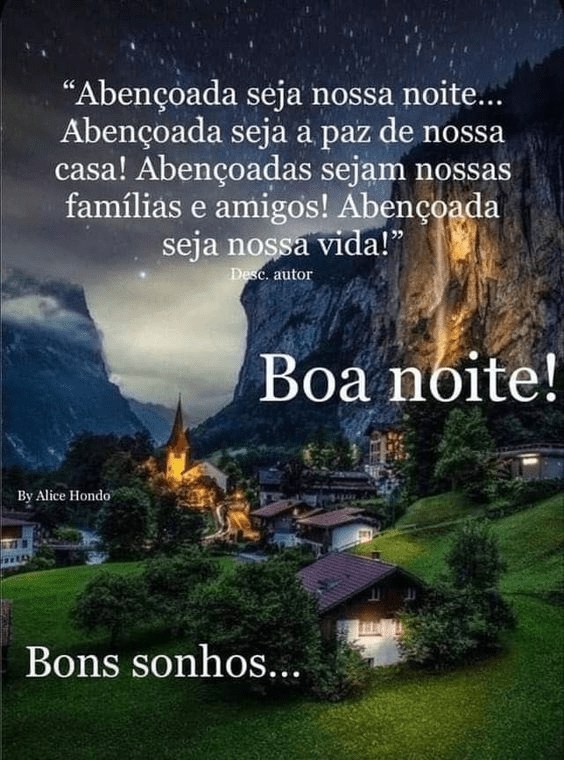 “Abençoada seja nossa noite...
Abençoada seja a paz de nossa
casa! Abençoadas sejam nossas
famílias e amigos! Abençoada
seja nossa vida!”
Desc. autor
Boa noite!
By Alice Hondo
Bons sonhos...